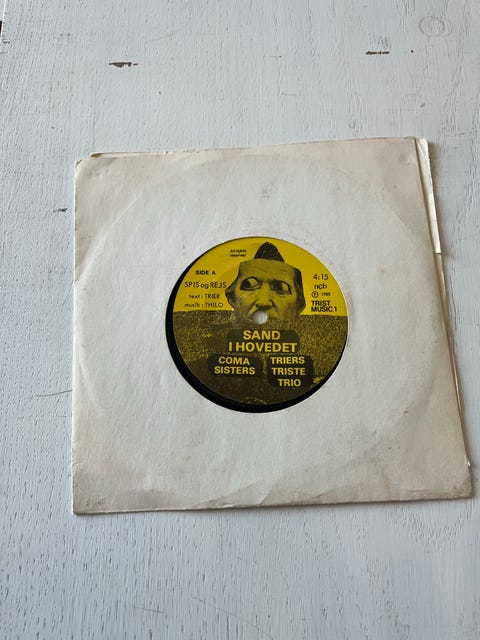 All rights
reserved
SIDE A
SPIS og REJS
text : TRIER
musik : THILO
4:15
ncb
Ⓟ 1985
TRIST
MUSIC 1
SAND
I HOVEDET
COMA
SISTERS
TRIERS
TRISTE
TRIO